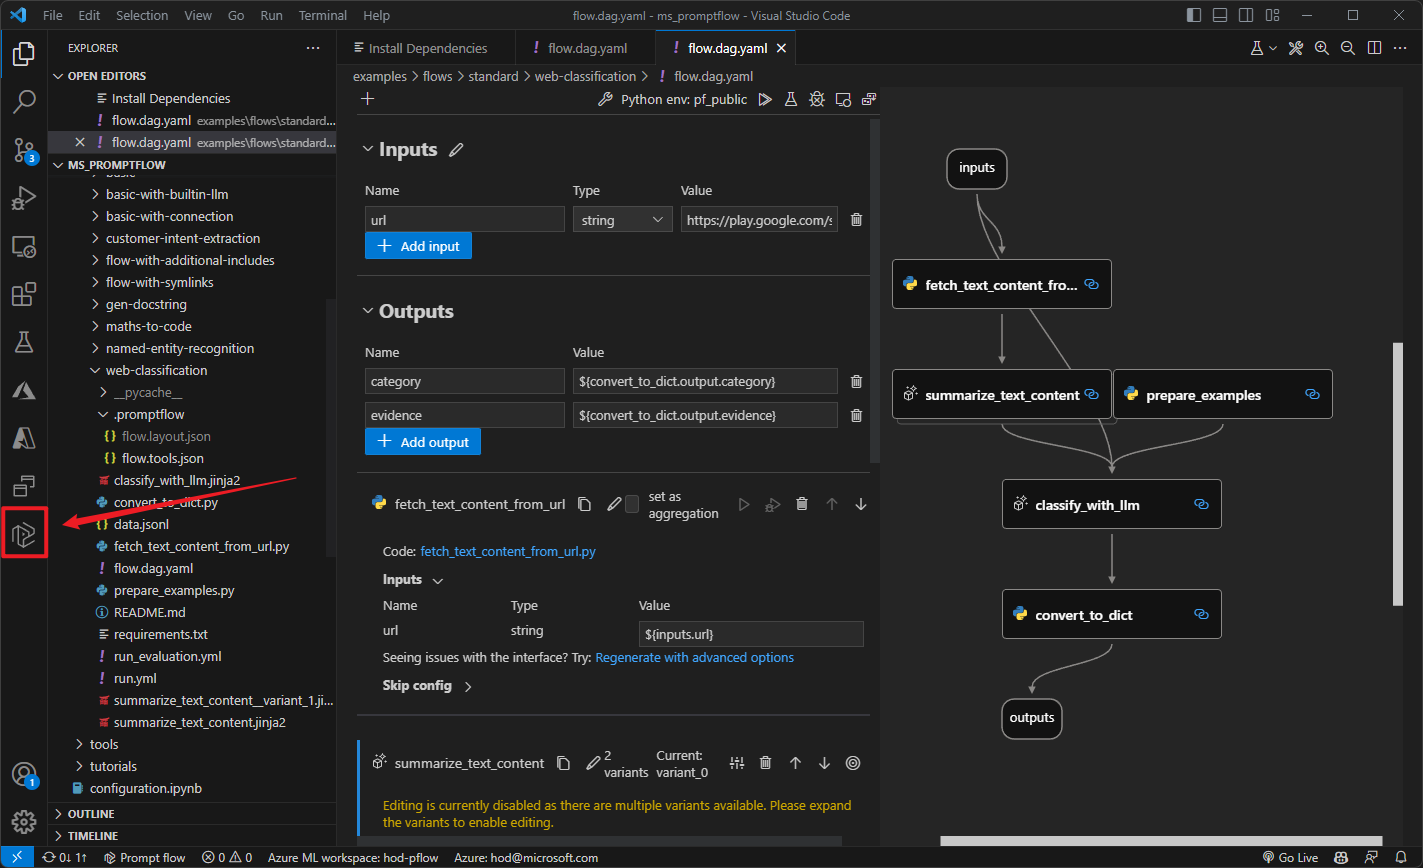 File Edit Selection View Go Run Terminal Help
flow.dag.yaml - ms_promptflow - Visual Studio Code
EXPLORER
OPEN EDITORS
Install Dependencies
! flow.dag.yaml examples\flows\standard...
! flow.dag.yaml examples\flows\standard...
MS_PROMPTFLOW
basic-with-builtin-llm
basic-with-connection
customer-intent-extraction
flow-with-additional-includes
flow-with-symlinks
gen-docstring
maths-to-code
named-entity-recognition
web-classification
__pycache__
.promptflow
{} flow.layout.json
{} flow.tools.json
classify_with_llm.jinja2
convert_to_dict.py
{} data.jsonl
fetch_text_content_from_url.py
! flow.dag.yaml
prepare_examples.py
README.md
requirements.txt
! run_evaluation.yml
! run.yml
summarize_text_content__variant_1.ji...
summarize_text_content.jinja2
tools
tutorials
configuration.ipynb
OUTLINE
TIMELINE
3
1
Install Dependencies
! flow.dag.yaml
! flow.dag.yaml
examples > flows > standard > web-classification > ! flow.dag.yaml
Python env: pf_public
Inputs
Name Type Value
url string https://play.google.com/s
Add input
Outputs
Name Value
category ${convert_to_dict.output.category}
evidence ${convert_to_dict.output.evidence}
Add output
fetch_text_content_from_url
set as
aggregation
Code: fetch_text_content_from_url.py
Inputs
Name Type Value
url string ${inputs.url}
Seeing issues with the interface? Try: Regenerate with advanced options
Skip config
summarize_text_content
2
variants
Current:
variant_0
Editing is currently disabled as there are multiple variants available. Please expand
the variants to enable editing.
inputs
fetch_text_content_fro...
summarize_text_content
prepare_examples
classify_with_llm
convert_to_dict
outputs
0↓ 1↑ Prompt flow 0 0 Azure ML workspace: hod-pflow Azure: hod@microsoft.com Go Live